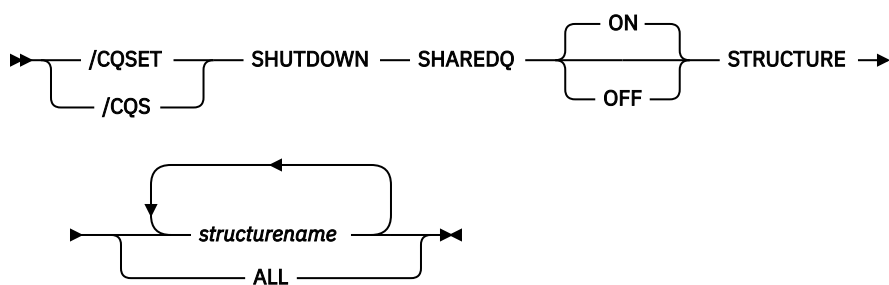 ON
/CQSET SHUTDOWN SHAREDQ STRUCTURE
/CQS OFF
structurename
ALL